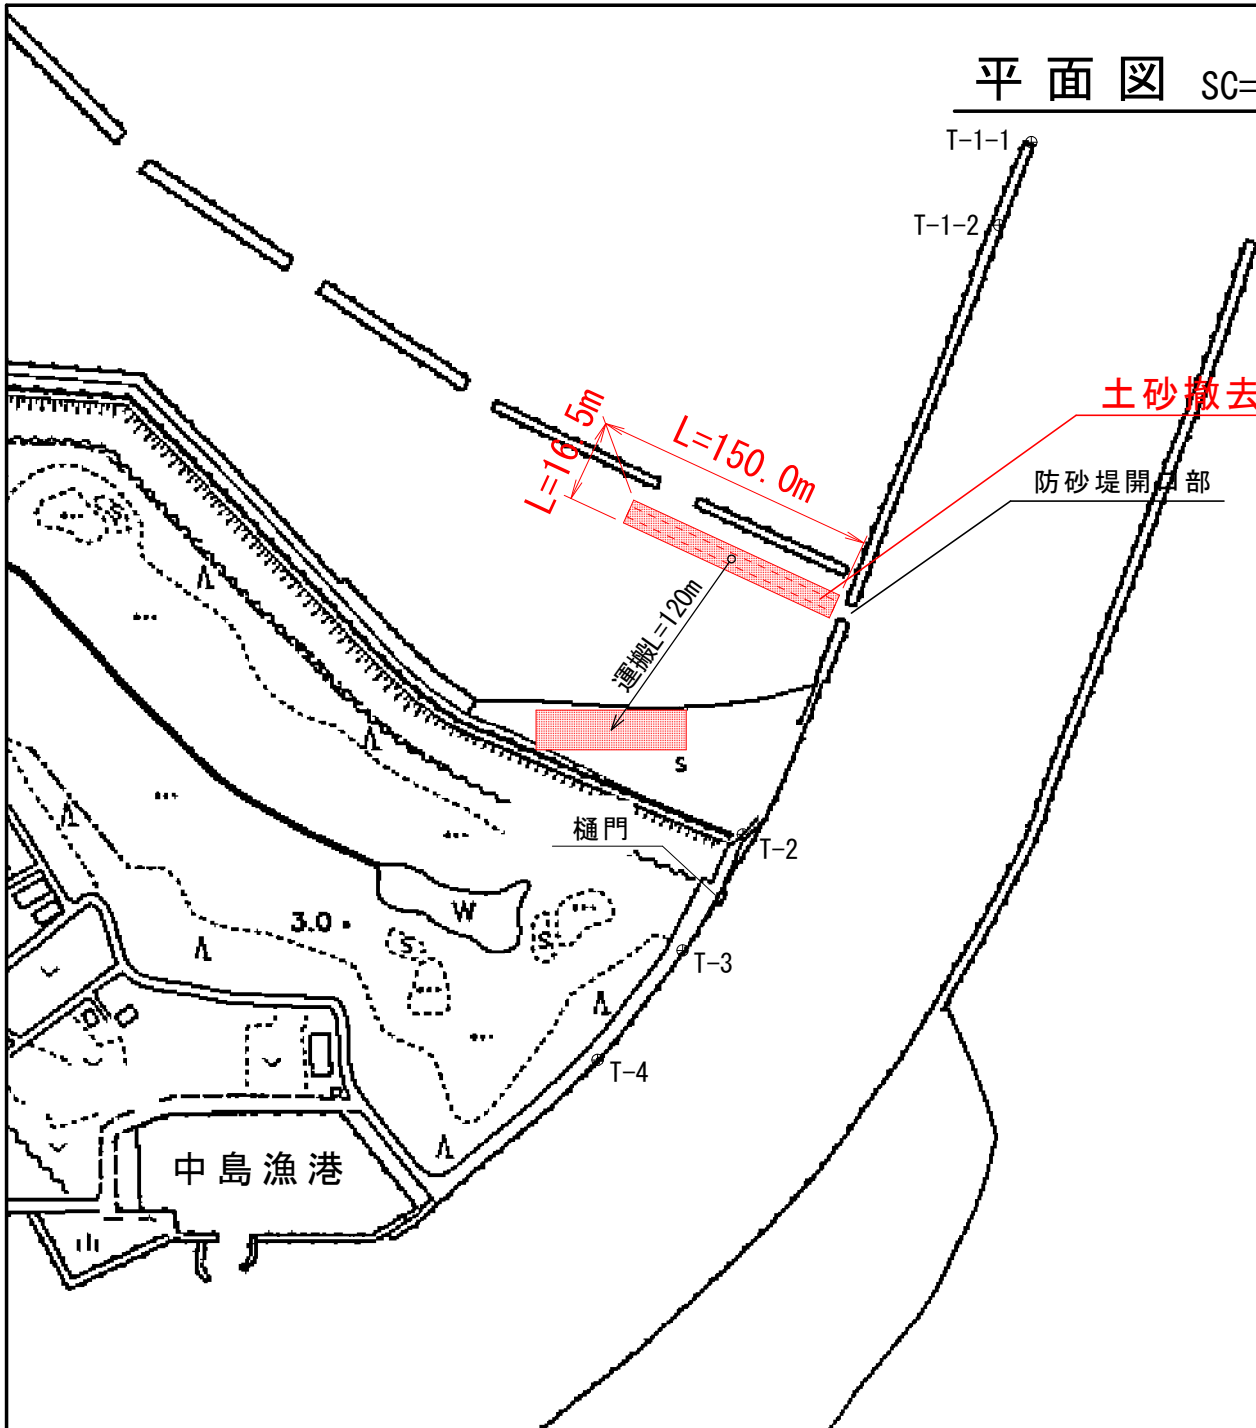 平面図 SC=
T-1-1
T-1-2
土砂撤去
L=16.5m
L=150.0m
防砂堤開口部
運搬L=120m
s
樋門
T-2
W
3.0
s
s
T-3
T-4
中島漁港